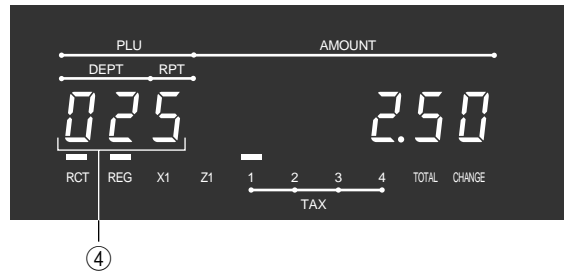 PLU AMOUNT
DEPT RPT
025 2.50
RCT REG X1 Z1 1 2 3 4 TOTAL CHANGE
TAX
④